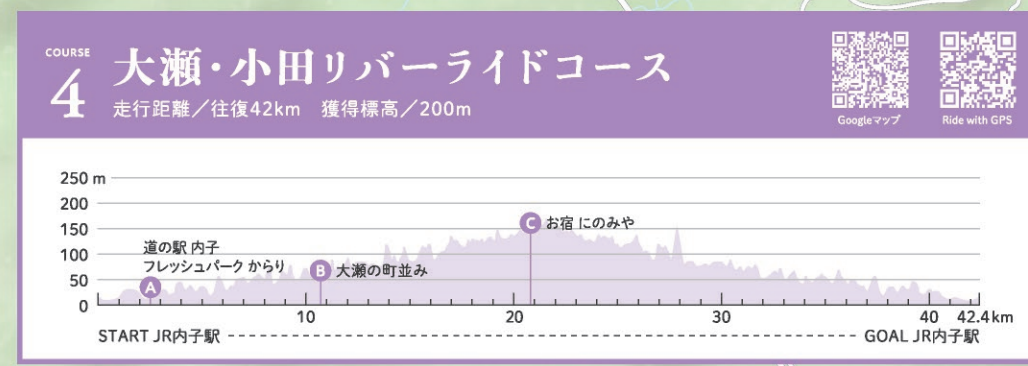 COURSE
4
大瀬・小田リバーライドコース
走行距離／往復42km　獲得標高／200m
Googleマップ
Ride with GPS
250 m
200
150
100
50
0
道の駅 内子
フレッシュパーク からり
A
B 大瀬の町並み
C お宿 にのみや
10
20
30
40
42.4km
START JR内子駅
GOAL JR内子駅